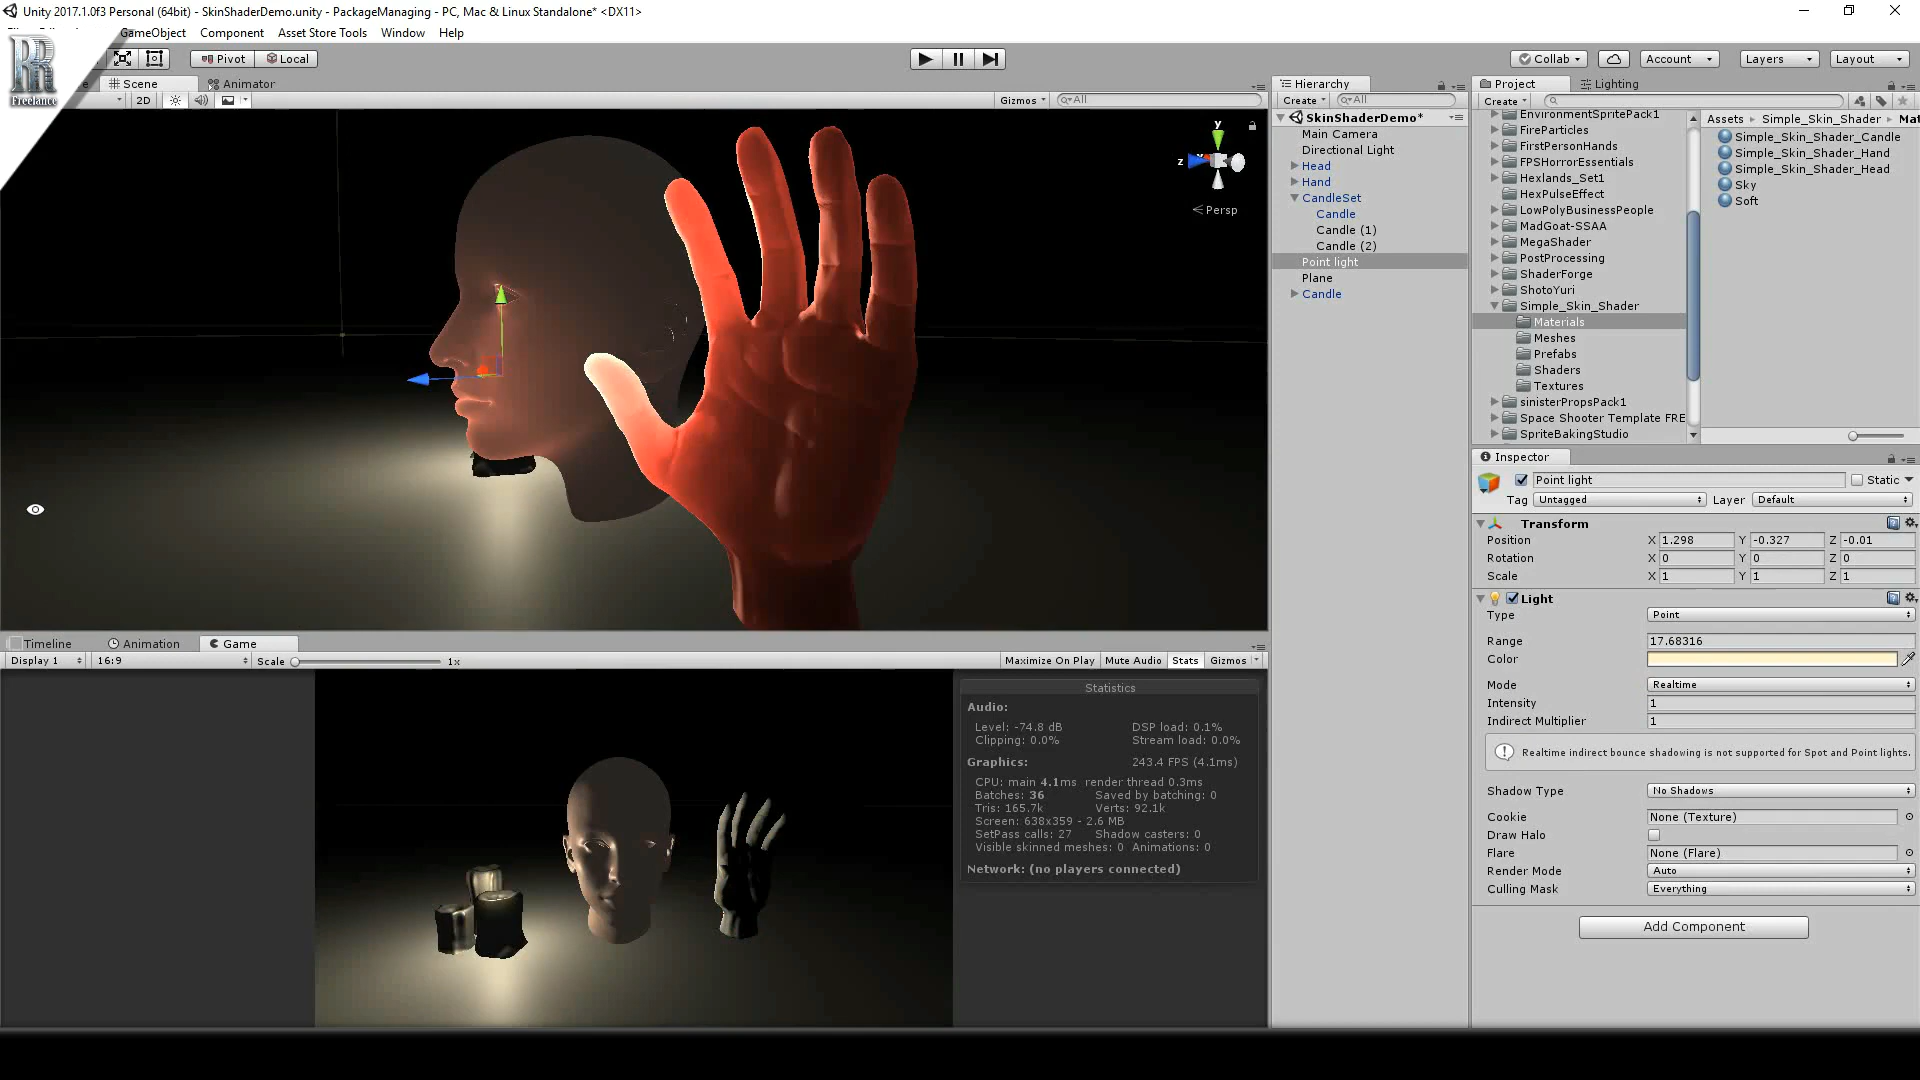 Unity 2017.1.0f3 Personal (64bit) - SkinShaderDemo.unity - PackageManaging - PC, Mac & Linux Standalone* <DX11>
GameObject Component Asset Store Tools Window Help
RR
Freelance
Pivot Local
Collab Account Layers Layout
Scene Animator
2D Gizmos All
y
z
Persp
Hierarchy
Create All
SkinShaderDemo*
Main Camera
Directional Light
Head
Hand
CandleSet
Candle
Candle (1)
Candle (2)
Point light
Plane
Candle
Project Lighting
Create
EnvironmentSpritePack1
FireParticles
FirstPersonHands
FPSHorrorEssentials
Hexlands_Set1
HexPulseEffect
LowPolyBusinessPeople
MadGoat-SSAA
MegaShader
PostProcessing
ShaderForge
ShotoYuri
Simple_Skin_Shader
Materials
Meshes
Prefabs
Shaders
Textures
sinisterPropsPack1
Space Shooter Template FRE
SpriteBakingStudio
Assets Simple_Skin_Shader Mat
Simple_Skin_Shader_Candle
Simple_Skin_Shader_Hand
Simple_Skin_Shader_Head
Sky
Soft
Inspector
Point light Static
Tag Untagged Layer Default
Transform
Position X 1.298 Y -0.327 Z -0.01
Rotation X 0 Y 0 Z 0
Scale X 1 Y 1 Z 1
Light
Type Point
Range 17.68316
Color
Mode Realtime
Intensity 1
Indirect Multiplier 1
Realtime indirect bounce shadowing is not supported for Spot and Point lights.
Shadow Type No Shadows
Cookie None (Texture)
Draw Halo
Flare None (Flare)
Render Mode Auto
Culling Mask Everything
Add Component
Timeline Animation Game
Display 1 16:9 Scale 1x Maximize On Play Mute Audio Stats Gizmos
Statistics
Audio:
Level: -74.8 dB DSP load: 0.1%
Clipping: 0.0% Stream load: 0.0%
Graphics: 243.4 FPS (4.1ms)
CPU: main 4.1ms render thread 0.3ms
Batches: 36 Saved by batching: 0
Tris: 165.7k Verts: 92.1k
Screen: 638x359 - 2.6 MB
SetPass calls: 27 Shadow casters: 0
Visible skinned meshes: 0 Animations: 0
Network: (no players connected)